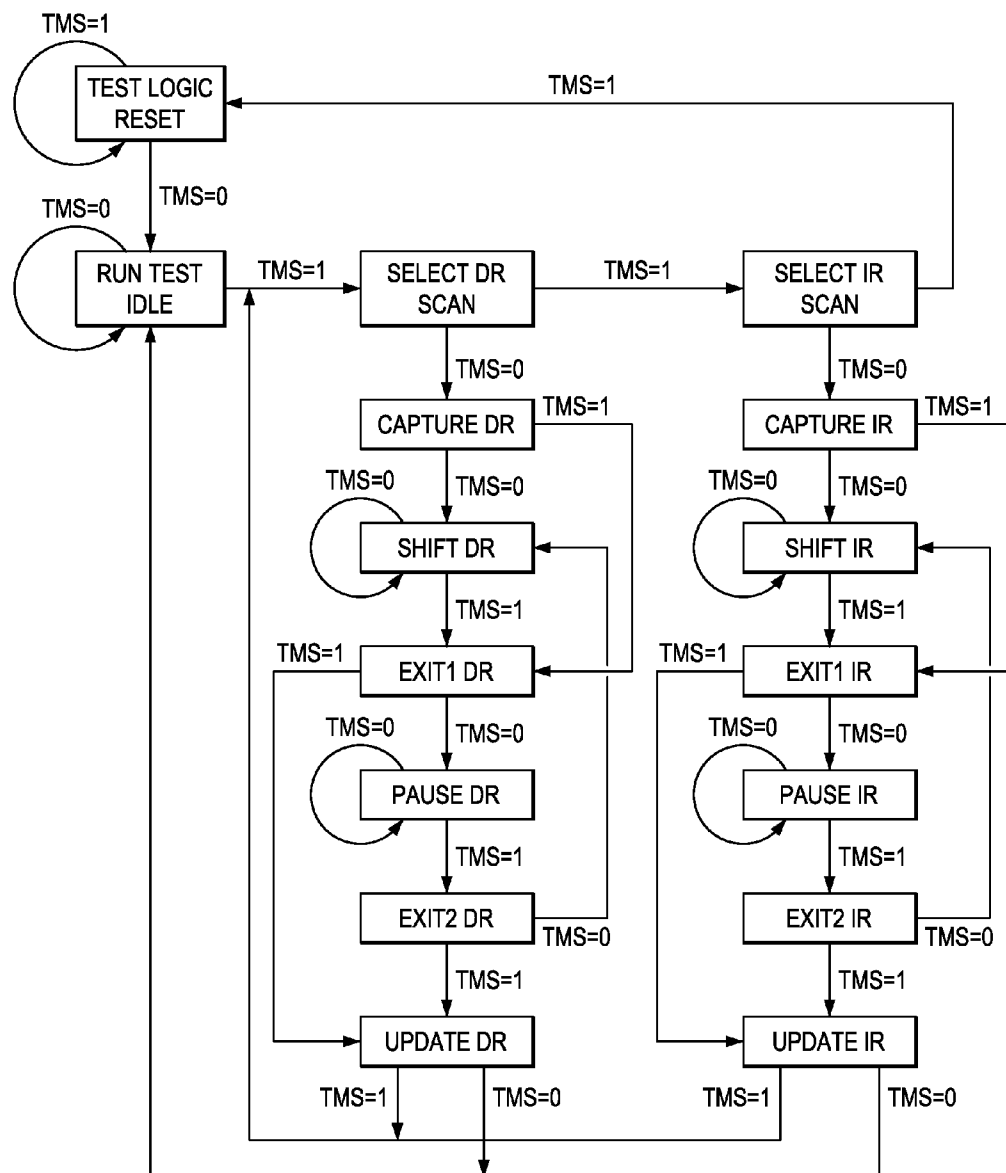 TMS=1
TEST LOGIC
RESET
TMS=1
TMS=0
TMS=0
RUN TEST
IDLE
TMS=1
SELECT DR
SCAN
TMS=1
SELECT IR
SCAN
TMS=0
TMS=0
CAPTURE DR
TMS=1
CAPTURE IR
TMS=1
TMS=0
TMS=0
TMS=0
TMS=0
SHIFT DR
SHIFT IR
TMS=1
TMS=1
TMS=1
EXIT1 DR
TMS=1
EXIT1 IR
TMS=0
TMS=0
TMS=0
TMS=0
PAUSE DR
PAUSE IR
TMS=1
TMS=1
EXIT2 DR
TMS=0
EXIT2 IR
TMS=0
TMS=1
TMS=1
UPDATE DR
UPDATE IR
TMS=1
TMS=0
TMS=1
TMS=0